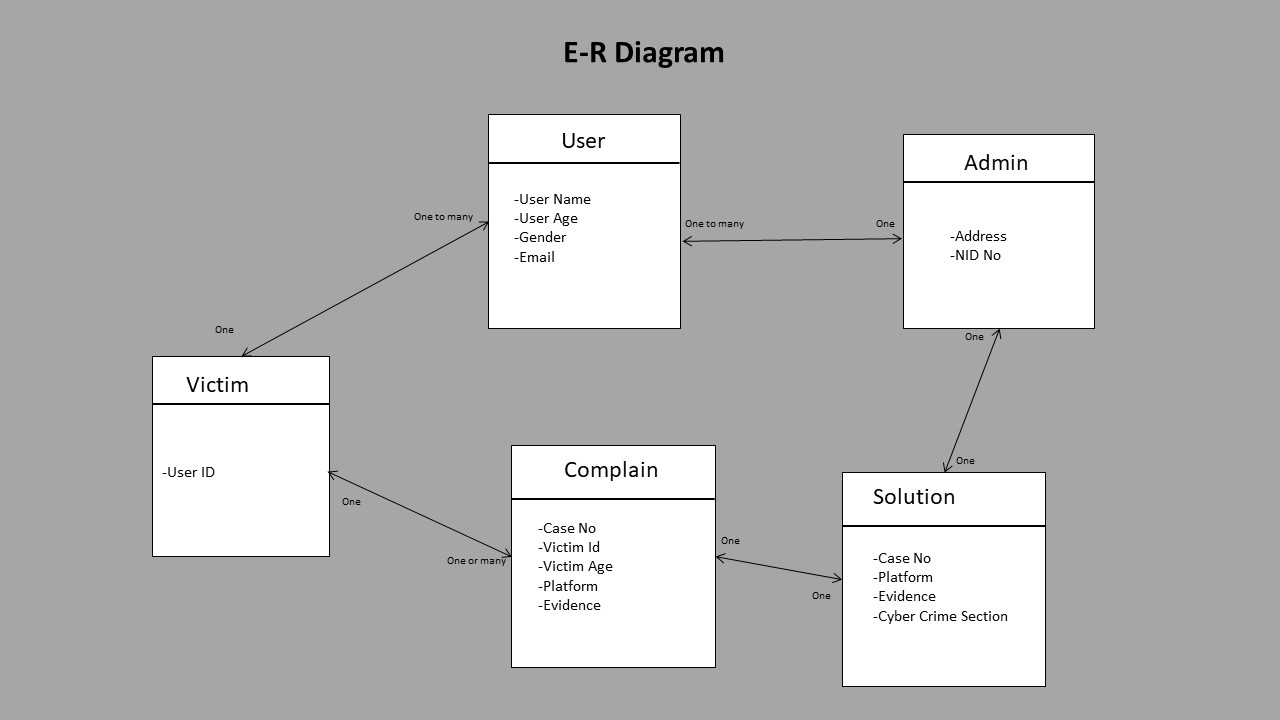 E-R Diagram
User
-User Name
-User Age
-Gender
-Email
Admin
-Address
-NID No
One to many
One to many
One
One
One
One
Victim
-User ID
One
One or many
Complain
-Case No
-Victim Id
-Victim Age
-Platform
-Evidence
One
One
Solution
-Case No
-Platform
-Evidence
-Cyber Crime Section